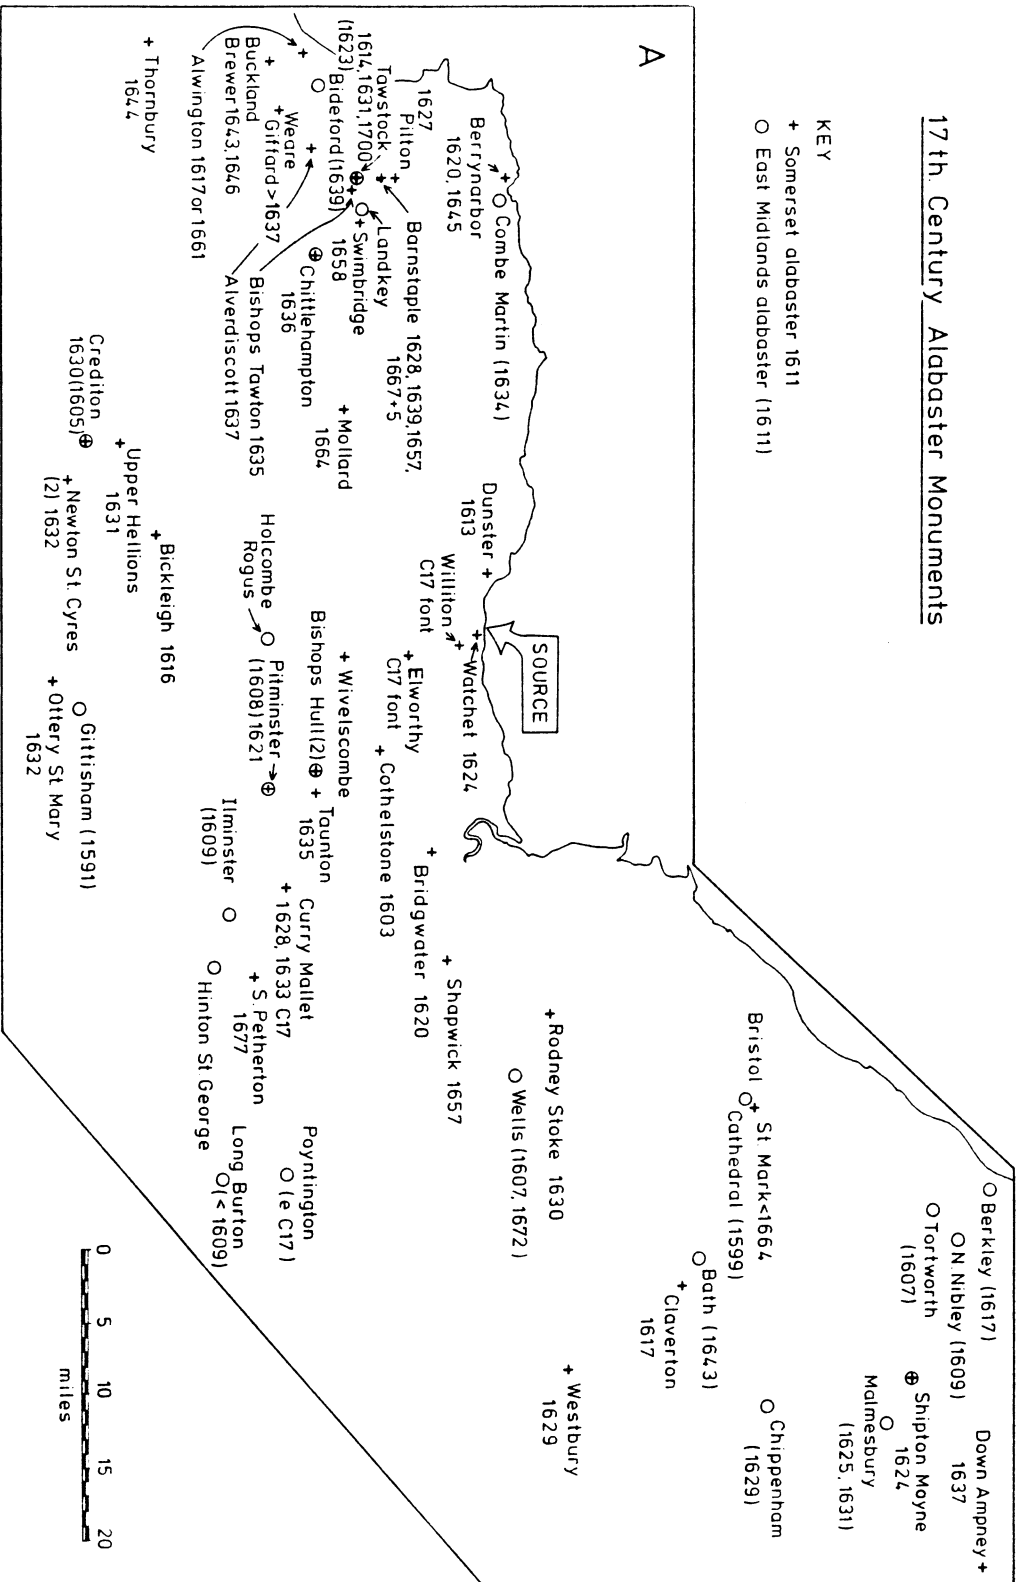 17th. Century Alabaster Monuments
KEY
+ Somerset alabaster 1611
○ East Midlands alabaster (1611)
A
SOURCE
Berkley (1617)
N. Nibley (1609)
Tortworth
(1607)
Down Ampney +
1637
Shipton Moyne
1624
Malmesbury
(1625, 1631)
Chippenham
(1629)
Bristol
St. Mark<1664
Cathedral (1599)
Bath (1643)
Claverton
1617
Westbury
1629
Rodney Stoke 1630
Wells (1607, 1672)
Combe Martin (1634)
Berrynarbor
1620, 1645
Pilton
1627
Tawstock
1614, 1631, 1700
(1623)
Bideford (1639)
Barnstaple 1628, 1639, 1657,
1667+5
Landkey
Swimbridge
1658
Chittlehampton
1636
Bishops Tawton 1635
Alverdiscott 1637
Weare
Giffard >1637
Buckland
Brewer 1643, 1646
Alwington 1617 or 1661
Thornbury
1644
Mollard
1664
Dunster
1613
Watchet 1624
Williton
C17 font
Elworthy
C17 font
Cothelstone 1603
Bridgwater 1620
Shapwick 1657
Wivelscombe
Bishops Hull (2)
Taunton
1635
Holcombe
Rogus
Pitminster
(1608) 1621
Curry Mallet
1628, 1633 C17
Ilminster
(1609)
S. Petherton
1677
Hinton St. George
Poyntington
(e C17)
Long Burton
(< 1609)
Bickleigh 1616
Upper Hellions
1631
Crediton
1630 (1605)
Newton St. Cyres
(2) 1632
Gittisham (1591)
Ottery St Mary
1632
0 5 10 15 20
miles